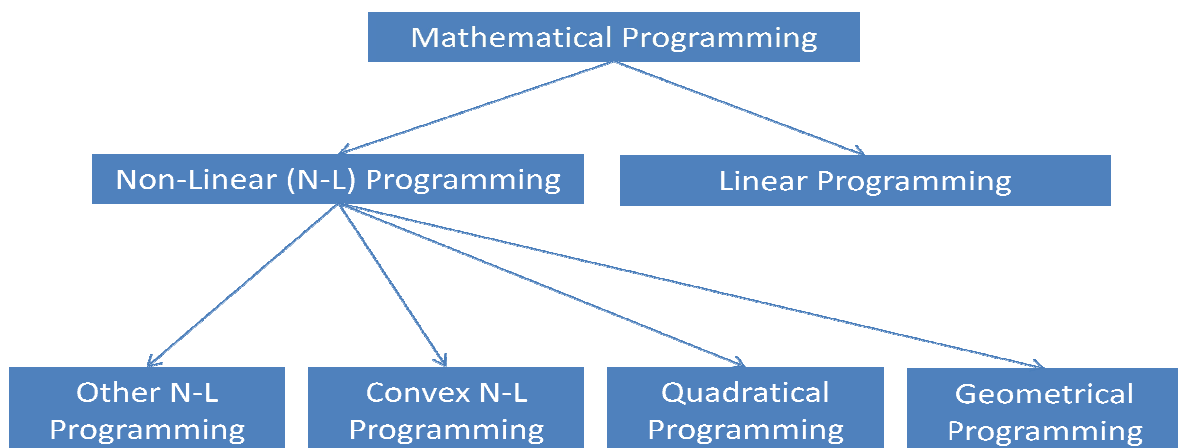 Mathematical Programming
Non-Linear (N-L) Programming
Linear Programming
Other N-L
Programming
Convex N-L
Programming
Quadratical
Programming
Geometrical
Programming